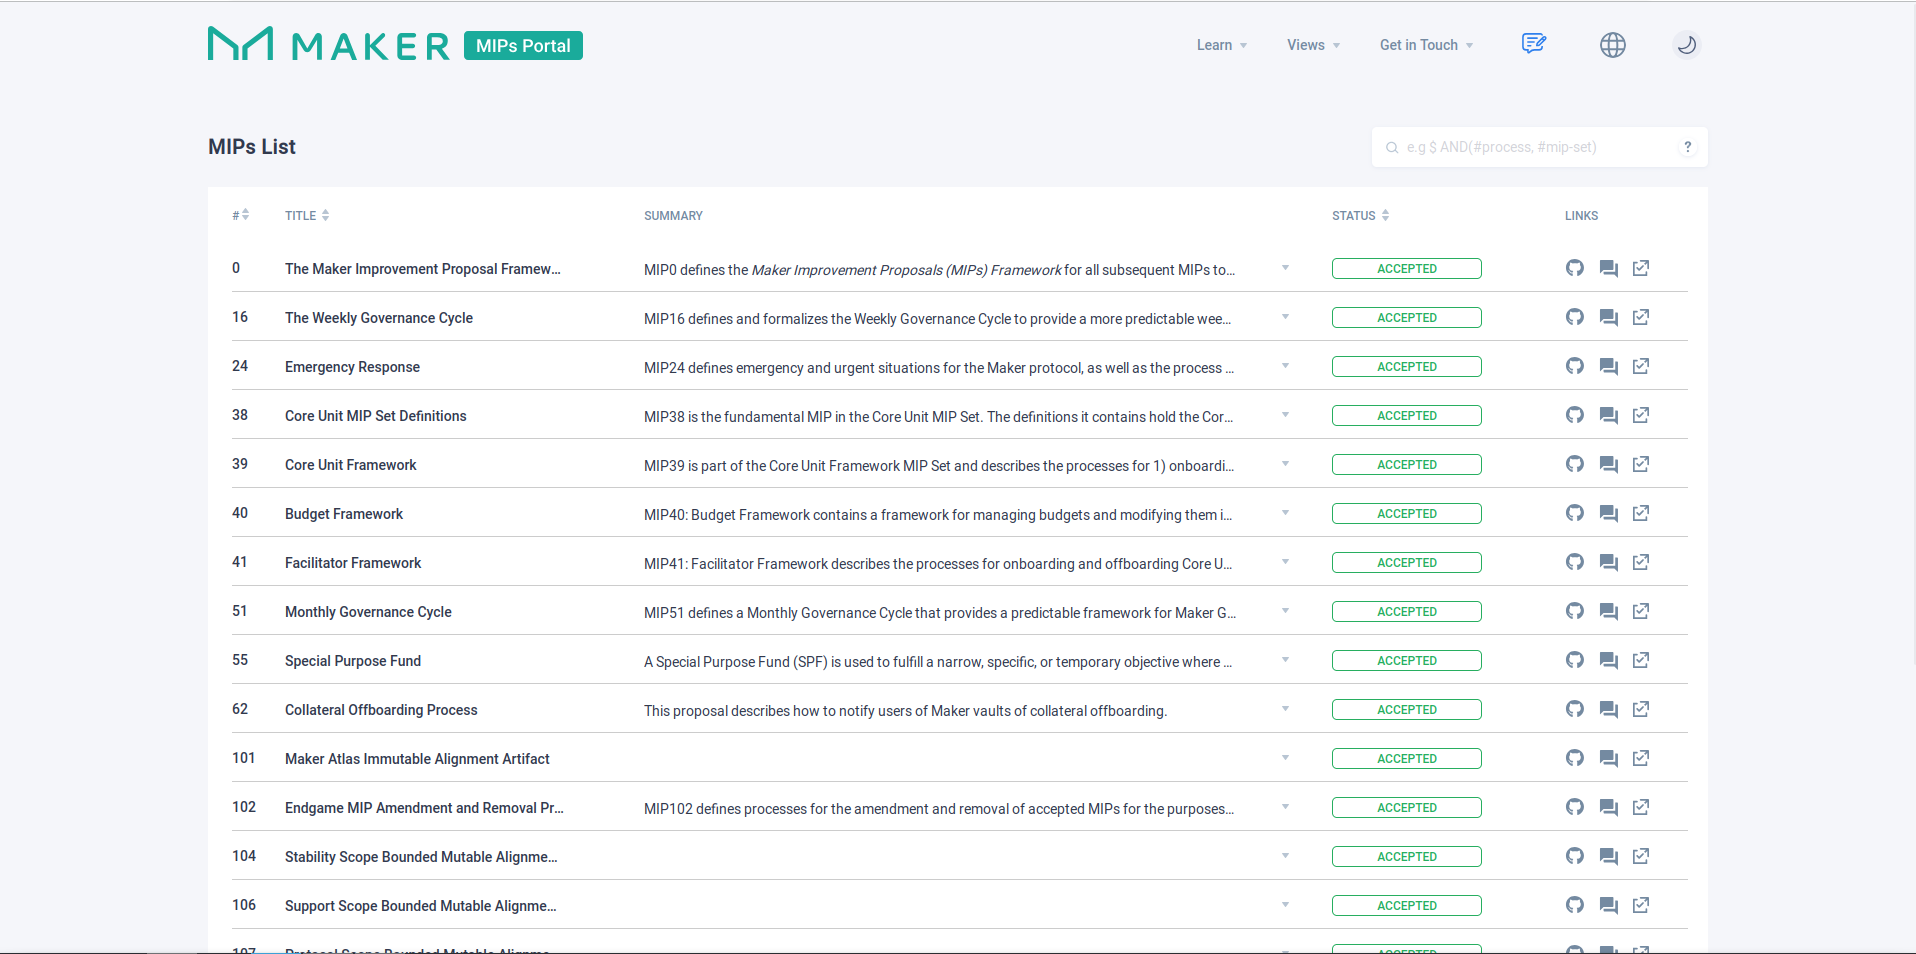 MAKER MIPs Portal Learn Views Get in Touch
MIPs List e.g $ AND(#process, #mip-set) ?
# TITLE SUMMARY STATUS LINKS
0 The Maker Improvement Proposal Framew... MIP0 defines the Maker Improvement Proposals (MIPs) Framework for all subsequent MIPs to... ACCEPTED
16 The Weekly Governance Cycle MIP16 defines and formalizes the Weekly Governance Cycle to provide a more predictable wee... ACCEPTED
24 Emergency Response MIP24 defines emergency and urgent situations for the Maker protocol, as well as the process ... ACCEPTED
38 Core Unit MIP Set Definitions MIP38 is the fundamental MIP in the Core Unit MIP Set. The definitions it contains hold the Cor... ACCEPTED
39 Core Unit Framework MIP39 is part of the Core Unit Framework MIP Set and describes the processes for 1) onboardi... ACCEPTED
40 Budget Framework MIP40: Budget Framework contains a framework for managing budgets and modifying them i... ACCEPTED
41 Facilitator Framework MIP41: Facilitator Framework describes the processes for onboarding and offboarding Core U... ACCEPTED
51 Monthly Governance Cycle MIP51 defines a Monthly Governance Cycle that provides a predictable framework for Maker G... ACCEPTED
55 Special Purpose Fund A Special Purpose Fund (SPF) is used to fulfill a narrow, specific, or temporary objective where ... ACCEPTED
62 Collateral Offboarding Process This proposal describes how to notify users of Maker vaults of collateral offboarding. ACCEPTED
101 Maker Atlas Immutable Alignment Artifact ACCEPTED
102 Endgame MIP Amendment and Removal Pr... MIP102 defines processes for the amendment and removal of accepted MIPs for the purposes... ACCEPTED
104 Stability Scope Bounded Mutable Alignme... ACCEPTED
106 Support Scope Bounded Mutable Alignme... ACCEPTED
107 Protocol Scope Bounded Mutable Alignme... ACCEPTED